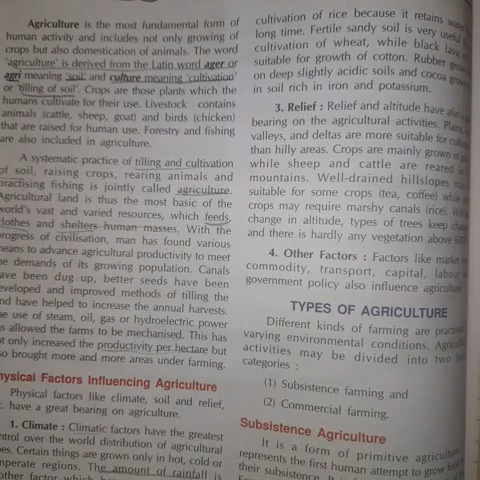 Agriculture is the most fundamental form of
human activity and includes not only growing of
crops but also domestication of animals. The word
'agriculture' is derived from the Latin word ager or
agri meaning 'soil' and culture meaning 'cultivation'
or 'tilling of soil'. Crops are those plants which the
humans cultivate for their use. Livestock contains
animals (cattle, sheep, goat) and birds (chicken)
that are raised for human use. Forestry and fishing
are also included in agriculture.
A systematic practice of tilling and cultivation
of soil, raising crops, rearing animals and
practising fishing is jointly called agriculture.
Agricultural land is thus the most basic of the
world's vast and varied resources, which feeds,
clothes and shelters human masses. With the
progress of civilisation, man has found various
means to advance agricultural productivity to meet
the demands of its growing population. Canals
have been dug up, better seeds have been
developed and improved methods of tilling the
and have helped to increase the annual harvests.
use of steam, oil, gas or hydroelectric power
allowed the farms to be mechanised. This has
not only increased the productivity per hectare but
also brought more and more areas under farming.
Physical Factors Influencing Agriculture
Physical factors like climate, soil and relief,
have a great bearing on agriculture.
1. Climate : Climatic factors have the greatest
control over the world distribution of agricultural
Certain things are grown only in hot, cold or
temperate regions. The amount of rainfall is
other factor which
cultivation of rice because it retains water
long time. Fertile sandy soil is very useful
cultivation of wheat, while black lava
suitable for growth of cotton. Rubber grows
on deep slightly acidic soils and cocoa grows
in soil rich in iron and potassium.
3. Relief : Relief and altitude have also
bearing on the agricultural activities. Plains,
valleys, and deltas are more suitable for
than hilly areas. Crops are mainly grown in
while sheep and cattle are reared in
mountains. Well-drained hillslopes
suitable for some crops (tea, coffee) while
crops may require marshy canals (rice). With
change in altitude, types of trees keep
and there is hardly any vegetation above
4. Other Factors : Factors like market
commodity, transport, capital, labour
government policy also influence agriculture
TYPES OF AGRICULTURE
Different kinds of farming are practised
varying environmental conditions.
activities may be divided into two
categories :
(1) Subsistence farming and
(2) Commercial farming.
Subsistence Agriculture
It is a form of primitive agriculture
represents the first human attempt to grow food
their subsistence. It is